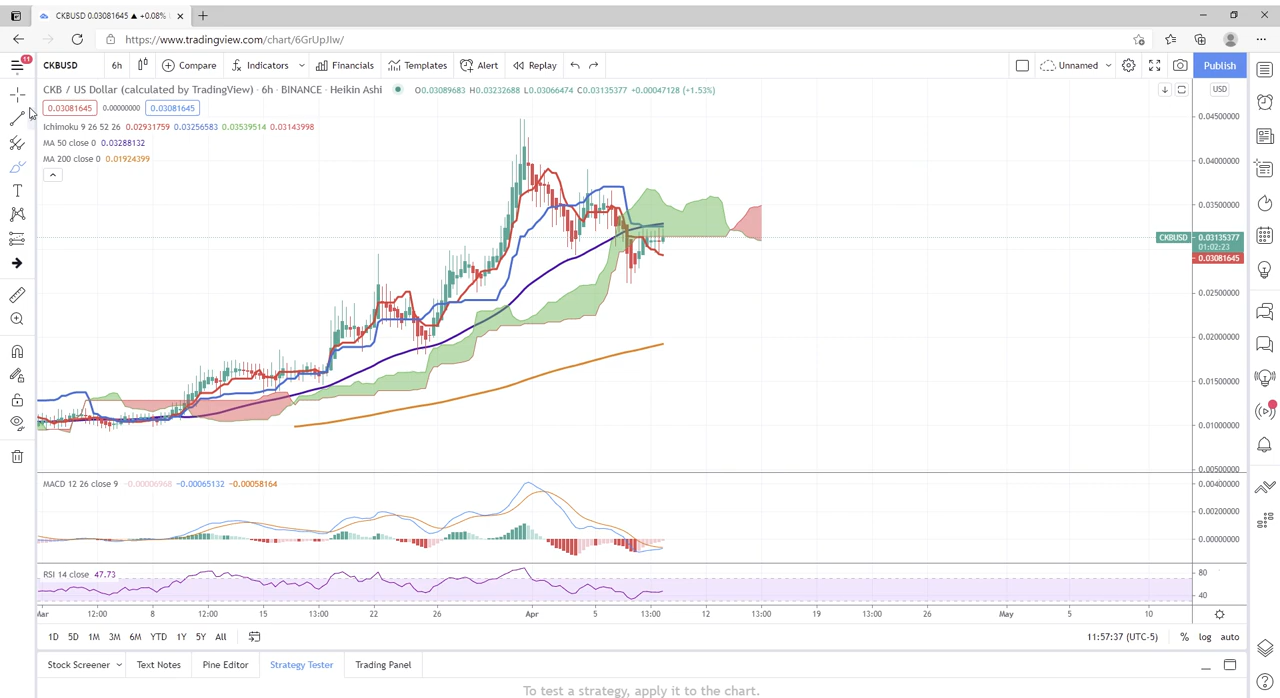 CKBUSD 0.03081645 ▲ +0.08%
https://www.tradingview.com/chart/6GrUpJIw/
11 CKBUSD 6h Compare Indicators Financials Templates Alert Replay Unnamed Publish
CKB / US Dollar (calculated by TradingView) · 6h · BINANCE · Heikin Ashi O0.03089683 H0.03232688 L0.03066474 C0.03135377 +0.00047128 (+1.53%) USD
0.03081645 0.00000000 0.03081645
Ichimoku 9 26 52 26 0.02931759 0.03256583 0.03539514 0.03143998
MA 50 close 0 0.03288132
MA 200 close 0 0.01924399
0.04500000
0.04000000
0.03500000
CKBUSD 0.03135377
01:02:23
0.03081645
0.02500000
0.02000000
0.01500000
0.01000000
0.00500000
MACD 12 26 close 9 -0.00006968 -0.00065132 -0.00058164
0.00400000
0.00200000
0.00000000
RSI 14 close 47.73
80
40
Mar 12:00 8 12:00 15 13:00 22 26 Apr 5 13:00 12 13:00 19 13:00 26 May 5 10
1D 5D 1M 3M 6M YTD 1Y 5Y All 11:57:37 (UTC-5) % log auto
Stock Screener Text Notes Pine Editor Strategy Tester Trading Panel
To test a strategy, apply it to the chart.